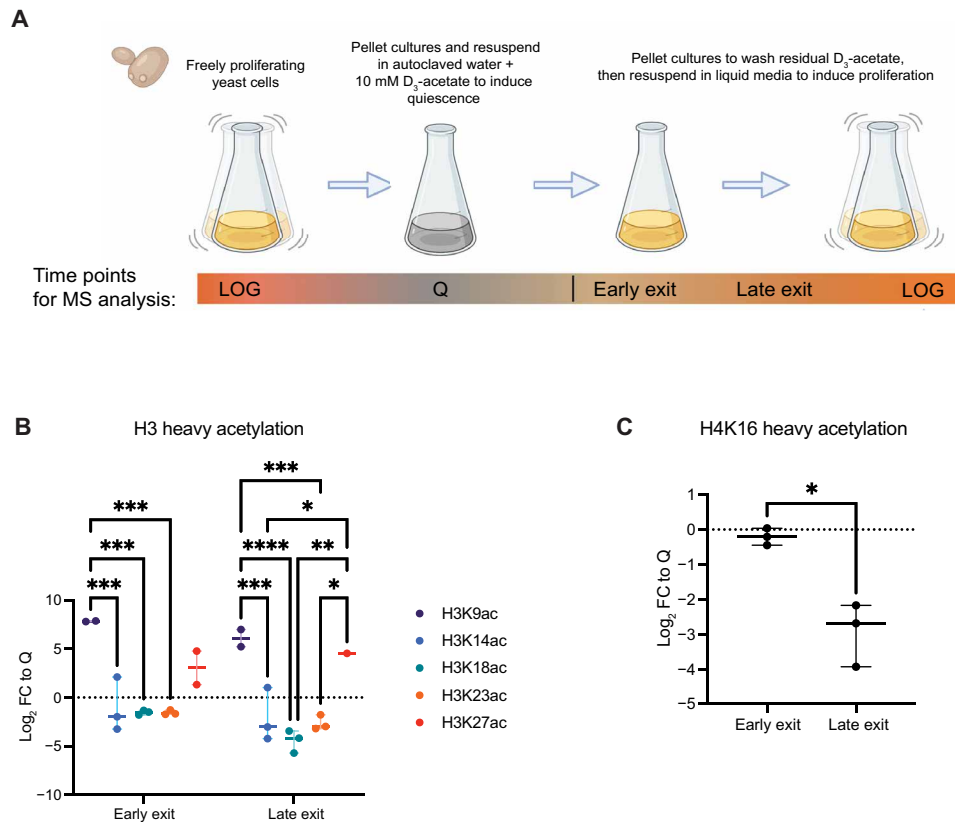 A
Freely proliferating
yeast cells
Pellet cultures and resuspend
in autoclaved water +
10 mM D₃-acetate to induce
quiescence
Pellet cultures to wash residual D₃-acetate,
then resuspend in liquid media to induce proliferation
Time points
for MS analysis:
LOG Q Early exit Late exit LOG
B
H3 heavy acetylation
***
***
***
***
*
****
**
***
*
10
5
0
−5
−10
Log₂ FC to Q
Early exit Late exit
H3K9ac
H3K14ac
H3K18ac
H3K23ac
H3K27ac
C
H4K16 heavy acetylation
*
1
0
−1
−2
−3
−4
−5
Log₂ FC to Q
Early exit Late exit